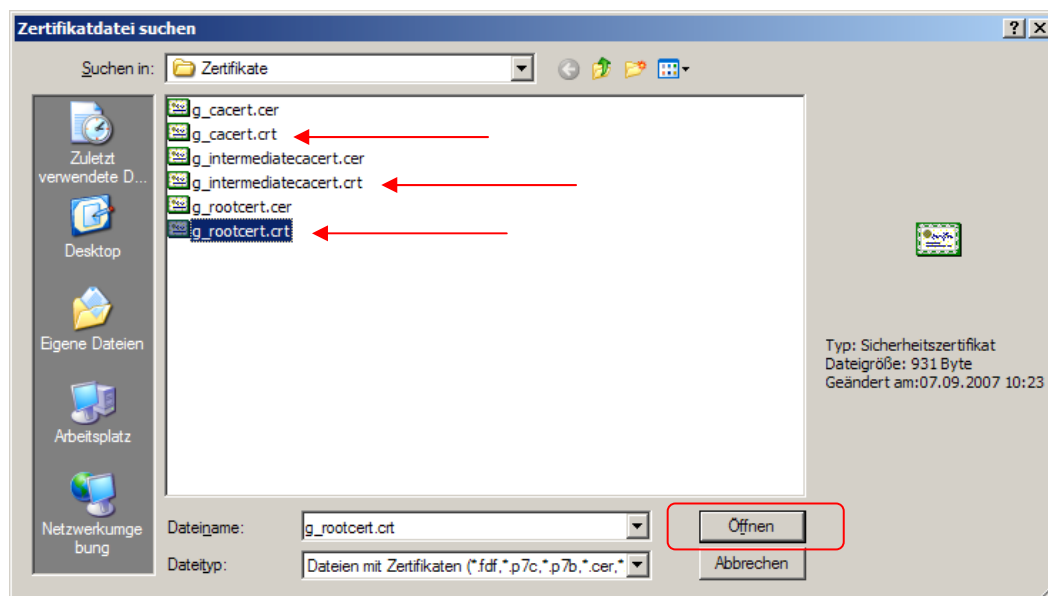 Zertifikatdatei suchen
Suchen in:
Zertifikate
Zuletzt
verwendete D...
Desktop
Eigene Dateien
Arbeitsplatz
Netzwerkumge
bung
g_cacert.cer
g_cacert.crt
g_intermediatecacert.cer
g_intermediatecacert.crt
g_rootcert.cer
g_rootcert.crt
Typ: Sicherheitszertifikat
Dateigröße: 931 Byte
Geändert am:07.09.2007 10:23
Dateiname:
g_rootcert.crt
Öffnen
Dateityp:
Dateien mit Zertifikaten (*.fdf,*.p7c,*.p7b,*.cer,*
Abbrechen